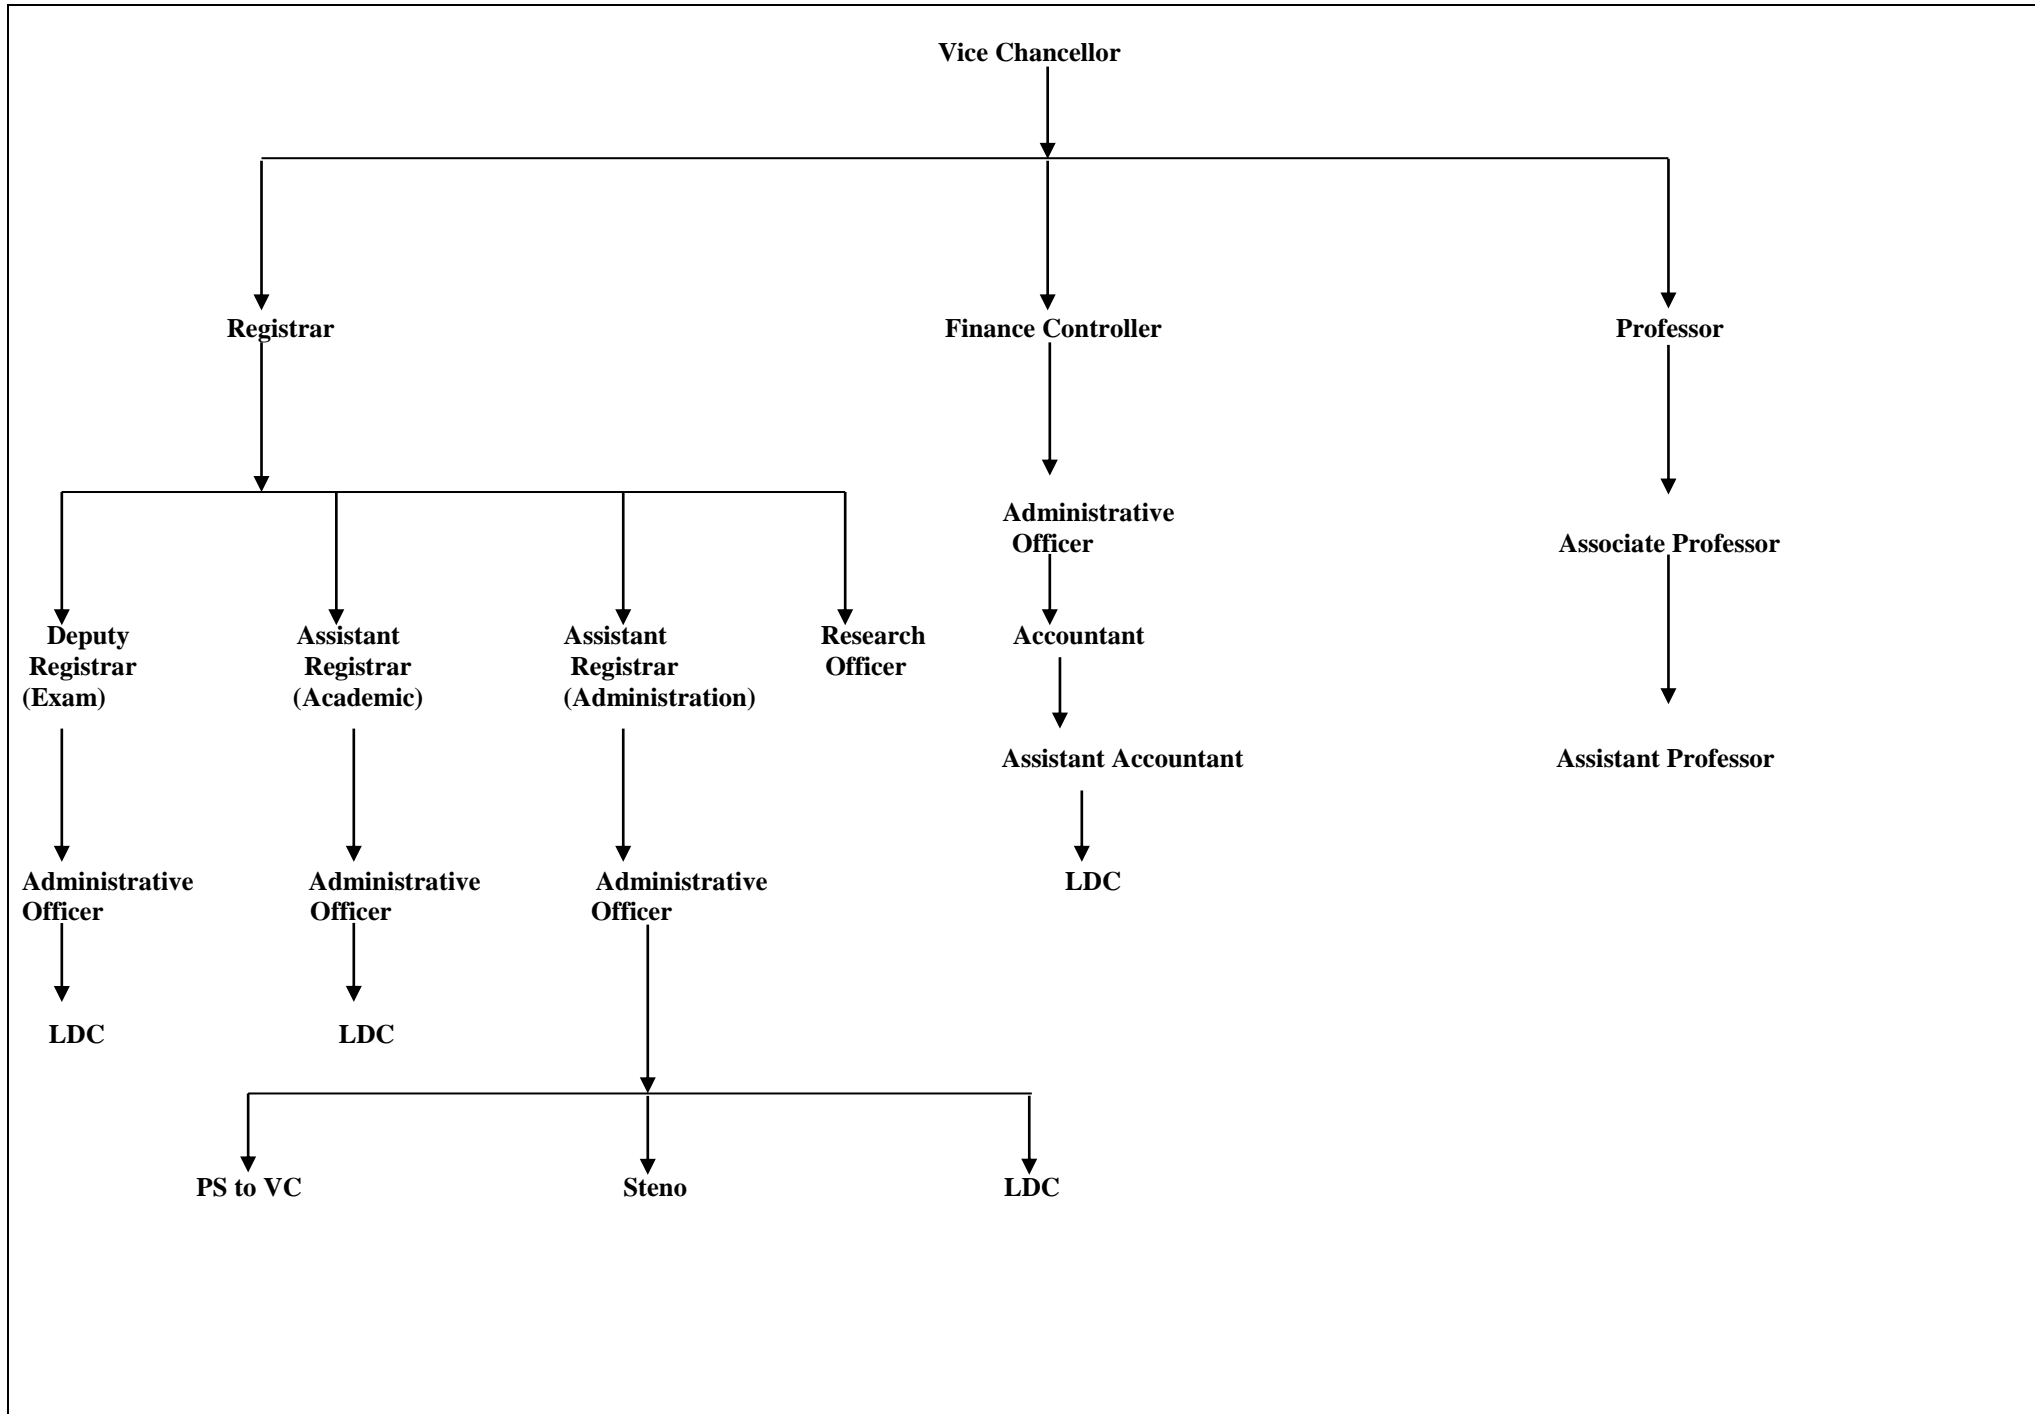 Vice Chancellor
Registrar
Finance Controller
Professor
Administrative
Officer
Associate Professor
Deputy
Registrar
(Exam)
Assistant
Registrar
(Academic)
Assistant
Registrar
(Administration)
Research
Officer
Accountant
Assistant Accountant
Assistant Professor
Administrative
Officer
Administrative
Officer
Administrative
Officer
LDC
LDC
LDC
PS to VC
Steno
LDC